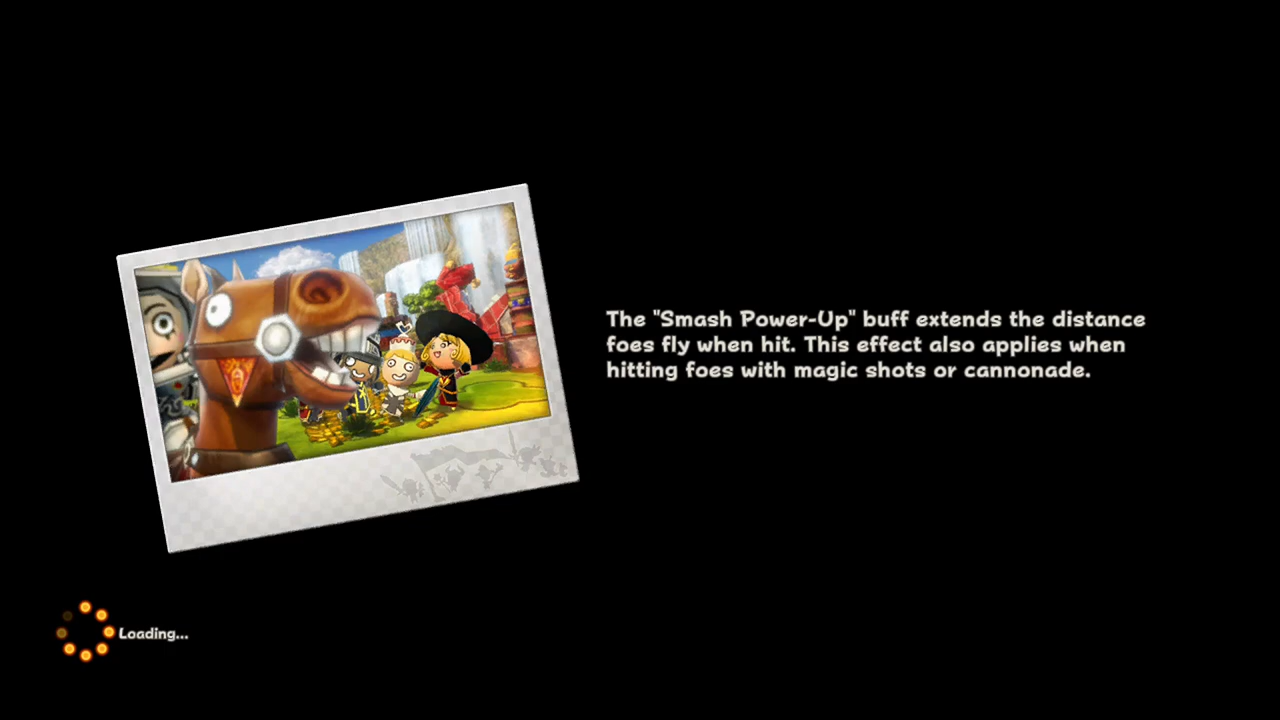 The "Smash Power-Up" buff extends the distance
foes fly when hit. This effect also applies when
hitting foes with magic shots or cannonade.
Loading...